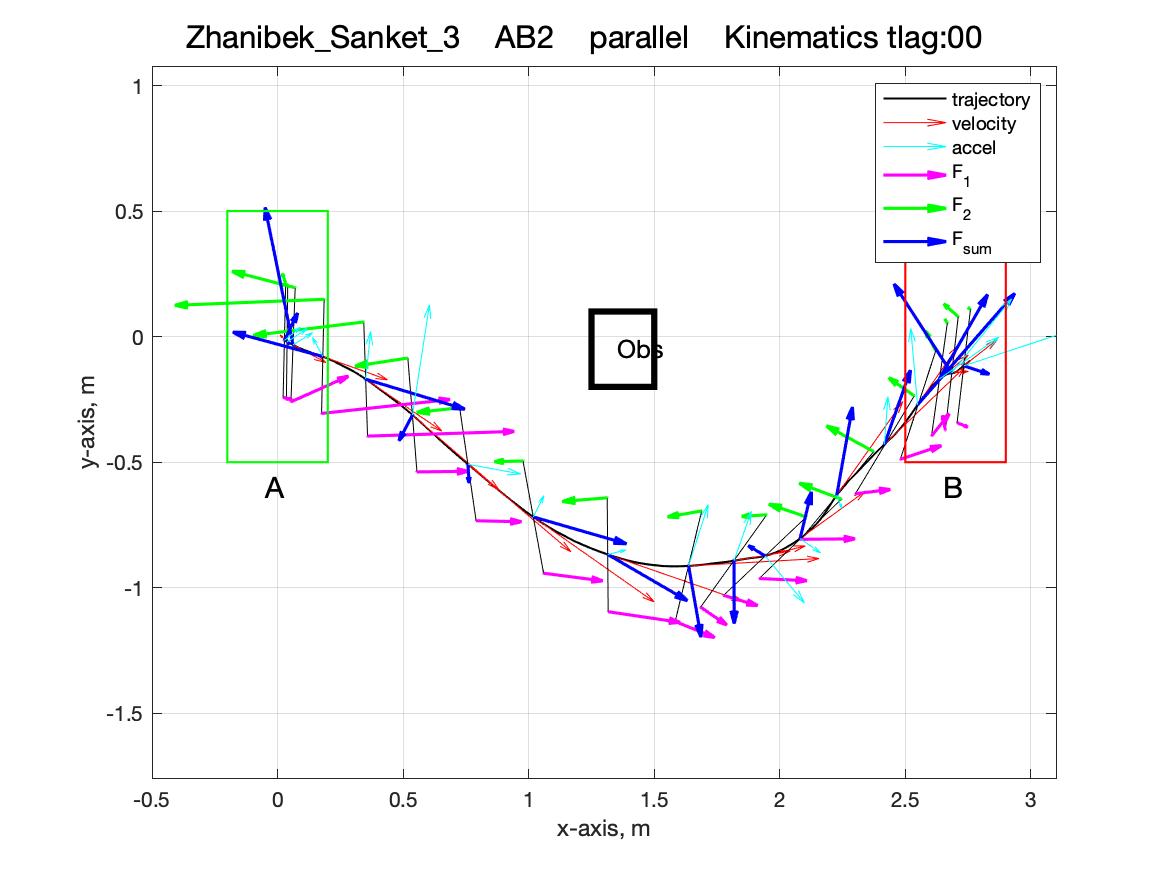 Zhanibek_Sanket_3 AB2 parallel Kinematics tlag:00
trajectory
velocity
accel
F1
F2
Fsum
1
0.5
0
-0.5
-1
-1.5
y-axis, m
Obs
A
B
-0.5 0 0.5 1 1.5 2 2.5 3
x-axis, m